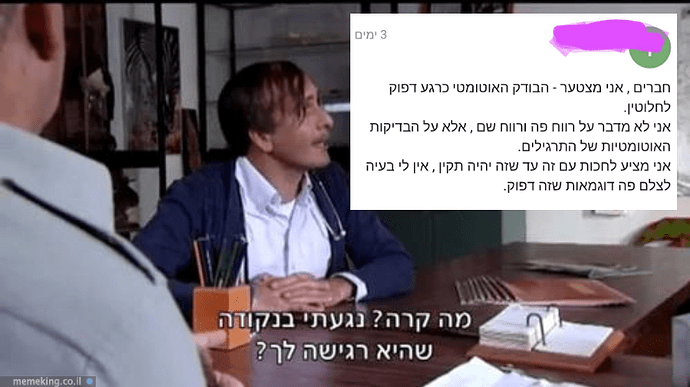 3 ימים
חברים , אני מצטער - הבודק האוטומטי כרגע דפוק
לחלוטין.
אני לא מדבר על רווח פה ורווח שם , אלא על הבדיקות
האוטומטיות של התרגילים.
אני מציע לחכות עם זה עד שזה יהיה תקין , אין לי בעיה
לצלם פה דוגמאות שזה דפוק.
מה קרה? נגעתי בנקודה
שהיא רגישה לך?
memeking.co.il